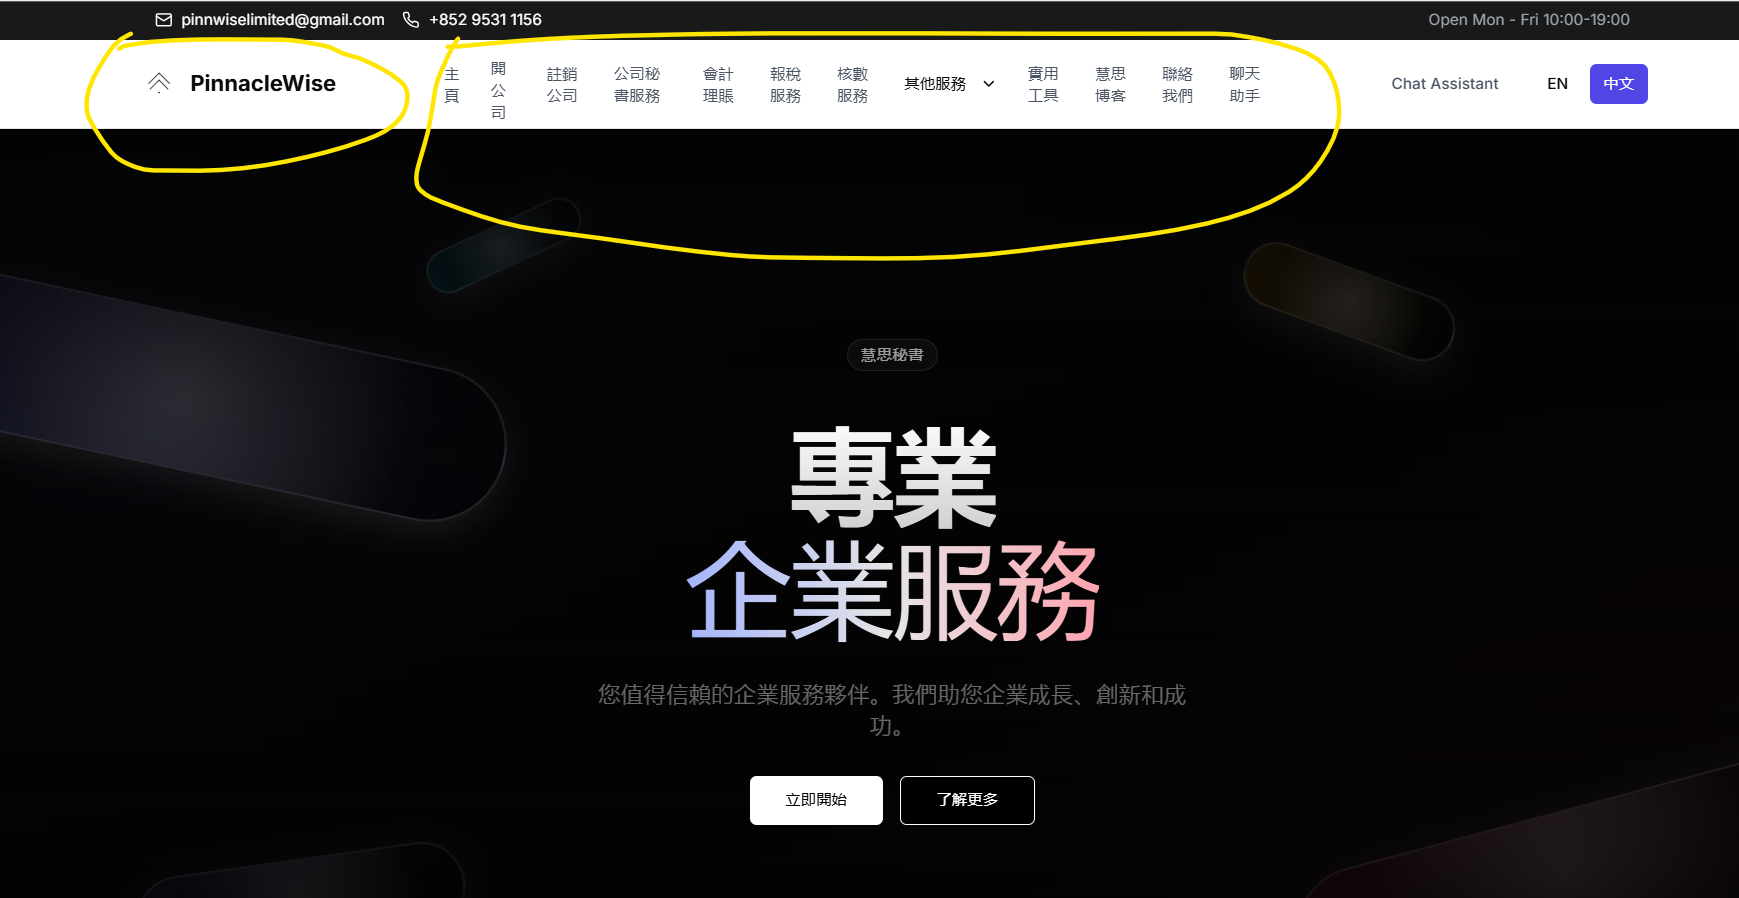 pinnwiselimited@gmail.com +852 9531 1156 Open Mon - Fri 10:00-19:00
PinnacleWise
主
頁
開
公
司
註銷
公司
公司秘
書服務
會計
理賬
報稅
服務
核數
服務
其他服務
實用
工具
慧思
博客
聯絡
我們
聊天
助手
Chat Assistant
EN
中文
慧思秘書
專業
企業服務
您值得信賴的企業服務夥伴。我們助您企業成長、創新和成
功。
立即開始 了解更多